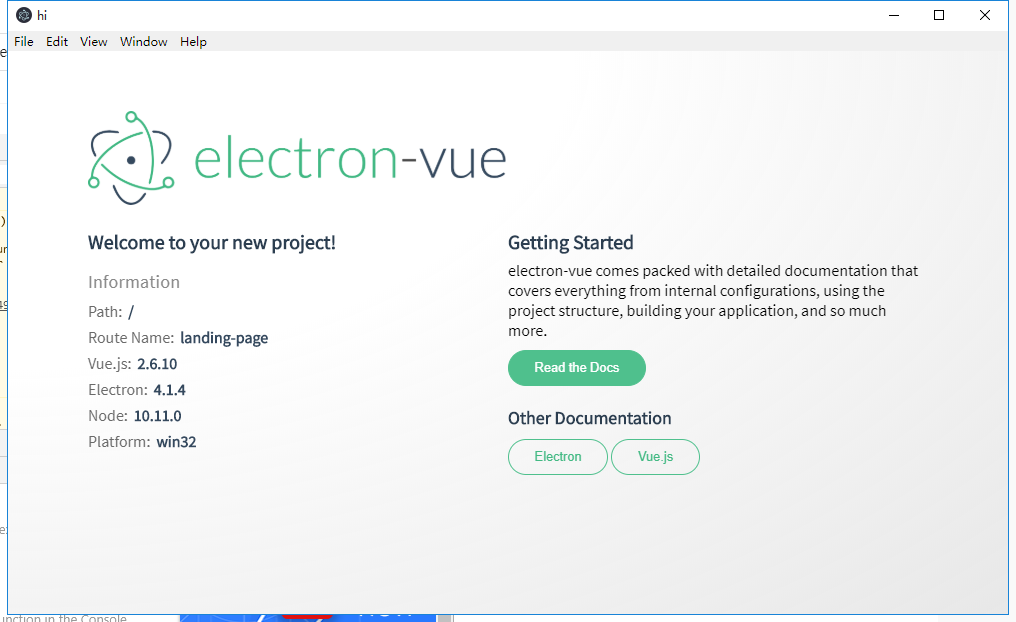 hi
File Edit View Window Help
electron-vue
Welcome to your new project!
Information
Path: /
Route Name: landing-page
Vue.js: 2.6.10
Electron: 4.1.4
Node: 10.11.0
Platform: win32
Getting Started
electron-vue comes packed with detailed documentation that
covers everything from internal configurations, using the
project structure, building your application, and so much
more.
Read the Docs
Other Documentation
Electron Vue.js
unction in the Console